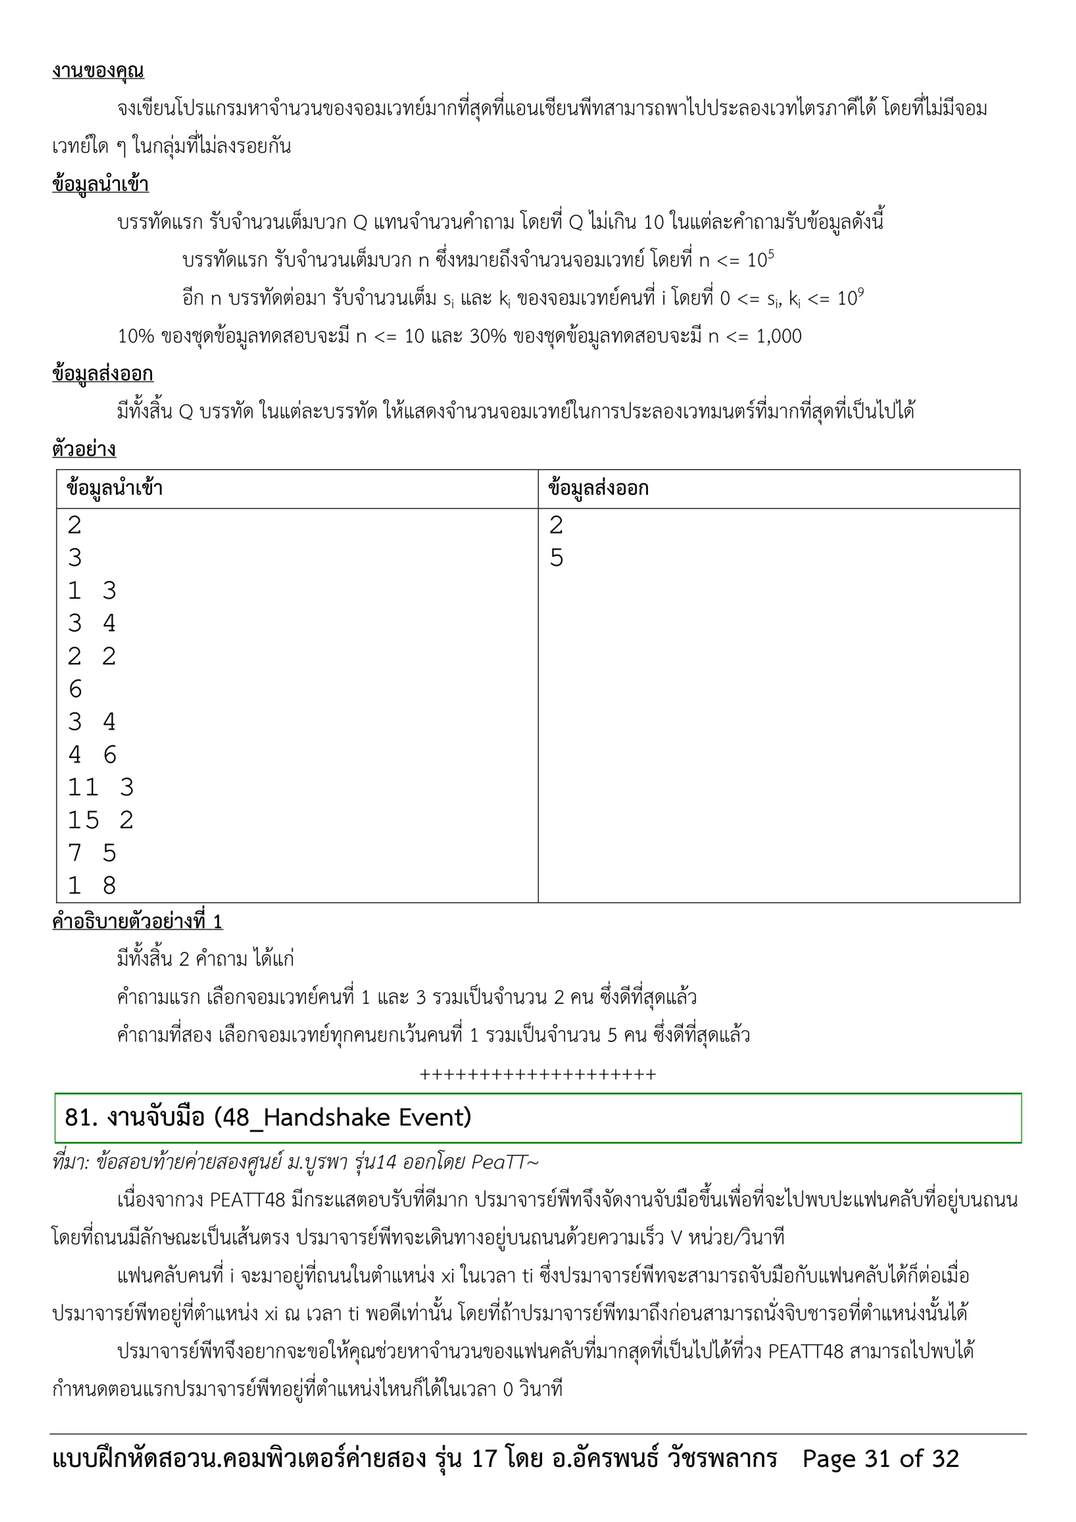 งานของคุณ
จงเขียนโปรแกรมหาจำนวนของจอมเวทย์มากที่สุดที่แอนเชียนพีทสามารถพาไปประลองเวทไตรภาคีได้ โดยที่ไม่มีจอม
เวทย์ใด ๆ ในกลุ่มที่ไม่ลงรอยกัน
ข้อมูลนำเข้า
บรรทัดแรก รับจำนวนเต็มบวก Q แทนจำนวนคำถาม โดยที่ Q ไม่เกิน 10 ในแต่ละคำถามรับข้อมูลดังนี้
บรรทัดแรก รับจำนวนเต็มบวก n ซึ่งหมายถึงจำนวนจอมเวทย์ โดยที่ n <= 10⁵
อีก n บรรทัดต่อมา รับจำนวนเต็ม sᵢ และ kᵢ ของจอมเวทย์คนที่ i โดยที่ 0 <= sᵢ, kᵢ <= 10⁹
10% ของชุดข้อมูลทดสอบจะมี n <= 10 และ 30% ของชุดข้อมูลทดสอบจะมี n <= 1,000
ข้อมูลส่งออก
มีทั้งสิ้น Q บรรทัด ในแต่ละบรรทัด ให้แสดงจำนวนจอมเวทย์ในการประลองเวทมนตร์ที่มากที่สุดที่เป็นไปได้
ตัวอย่าง
ข้อมูลนำเข้า ข้อมูลส่งออก
2 2
3 5
1 3
3 4
2 2
6
3 4
4 6
11 3
15 2
7 5
1 8
คำอธิบายตัวอย่างที่ 1
มีทั้งสิ้น 2 คำถาม ได้แก่
คำถามแรก เลือกจอมเวทย์คนที่ 1 และ 3 รวมเป็นจำนวน 2 คน ซึ่งดีที่สุดแล้ว
คำถามที่สอง เลือกจอมเวทย์ทุกคนยกเว้นคนที่ 1 รวมเป็นจำนวน 5 คน ซึ่งดีที่สุดแล้ว
++++++++++++++++++++
81. งานจับมือ (48_Handshake Event)
ที่มา: ข้อสอบท้ายค่ายสองศูนย์ ม.บูรพา รุ่น14 ออกโดย PeaTT~
เนื่องจากวง PEATT48 มีกระแสตอบรับที่ดีมาก ปรมาจารย์พีทจึงจัดงานจับมือขึ้นเพื่อที่จะไปพบปะแฟนคลับที่อยู่บนถนน
โดยที่ถนนมีลักษณะเป็นเส้นตรง ปรมาจารย์พีทจะเดินทางอยู่บนถนนด้วยความเร็ว V หน่วย/วินาที
แฟนคลับคนที่ i จะมาอยู่ที่ถนนในตำแหน่ง xi ในเวลา ti ซึ่งปรมาจารย์พีทจะสามารถจับมือกับแฟนคลับได้ก็ต่อเมื่อ
ปรมาจารย์พีทอยู่ที่ตำแหน่ง xi ณ เวลา ti พอดีเท่านั้น โดยที่ถ้าปรมาจารย์พีทมาถึงก่อนสามารถนั่งจิบชารอที่ตำแหน่งนั้นได้
ปรมาจารย์พีทจึงอยากจะขอให้คุณช่วยหาจำนวนของแฟนคลับที่มากสุดที่เป็นไปได้ที่วง PEATT48 สามารถไปพบได้
กำหนดตอนแรกปรมาจารย์พีทอยู่ที่ตำแหน่งไหนก็ได้ในเวลา 0 วินาที
แบบฝึกหัดสอวน.คอมพิวเตอร์ค่ายสอง รุ่น 17 โดย อ.อัครพนธ์ วัชรพลากร Page 31 of 32